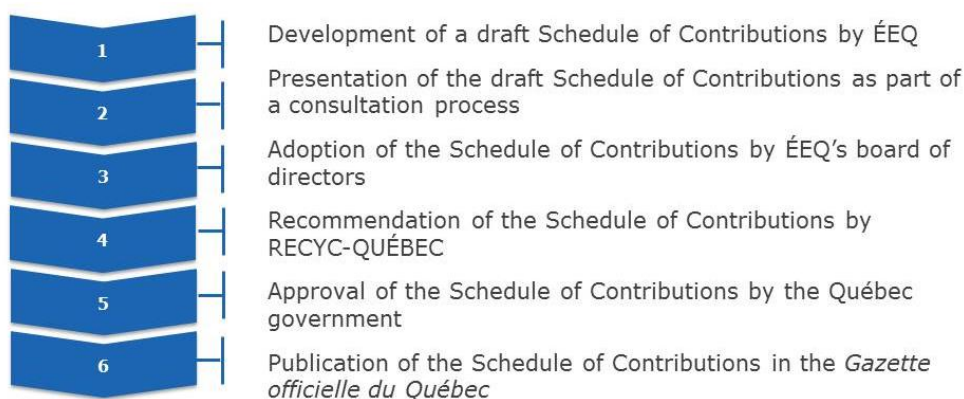 1
Development of a draft Schedule of Contributions by ÉEQ
2
Presentation of the draft Schedule of Contributions as part of
a consultation process
3
Adoption of the Schedule of Contributions by ÉEQ's board of
directors
4
Recommendation of the Schedule of Contributions by
RECYC-QUÉBEC
5
Approval of the Schedule of Contributions by the Québec
government
6
Publication of the Schedule of Contributions in the Gazette
officielle du Québec